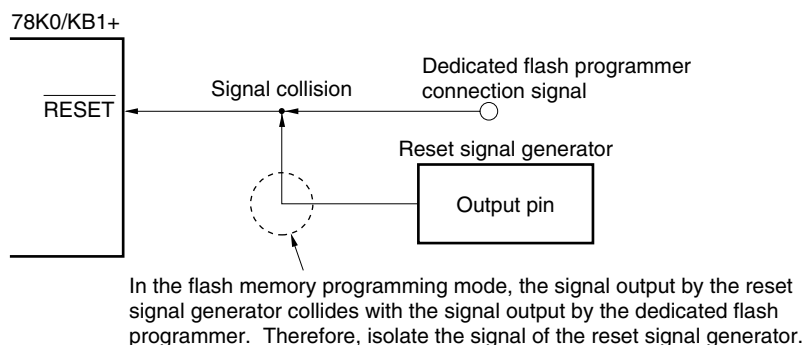 78K0/KB1+
Dedicated flash programmer
connection signal
Signal collision
RESET
Reset signal generator
Output pin
In the flash memory programming mode, the signal output by the reset
signal generator collides with the signal output by the dedicated flash
programmer.  Therefore, isolate the signal of the reset signal generator.